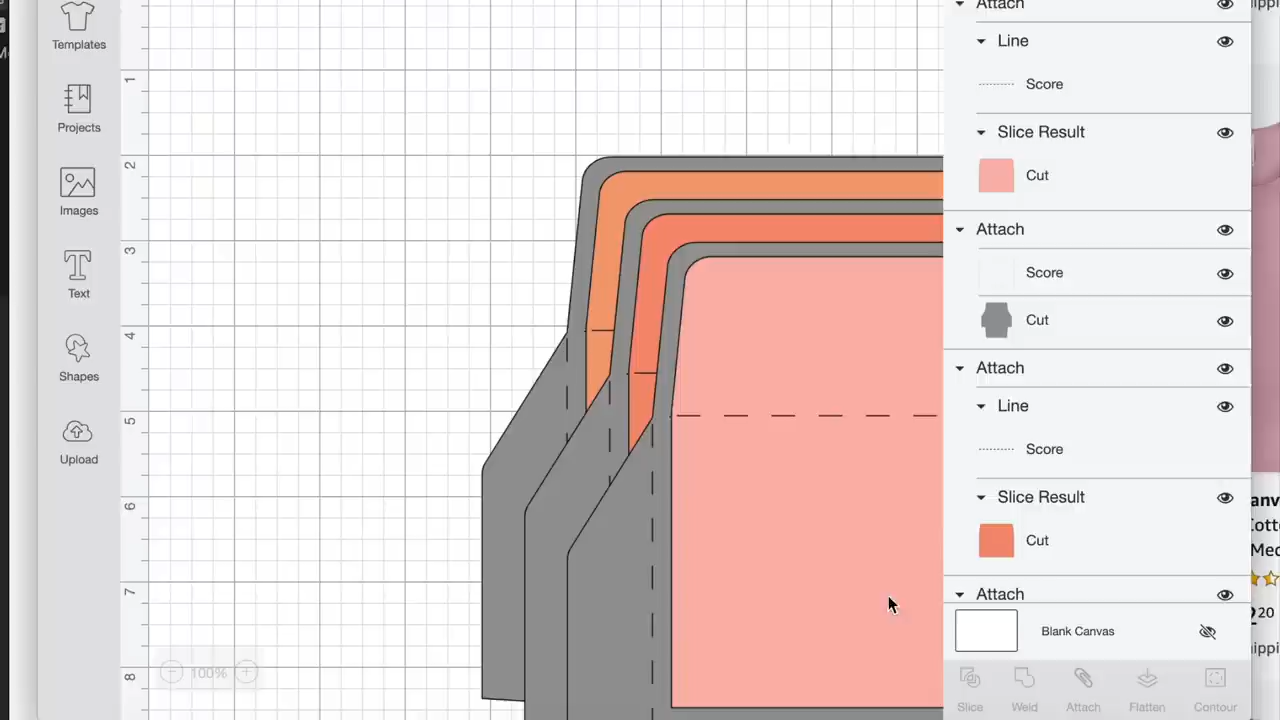 Templates
Projects
Images
Text
Shapes
Upload
1
2
3
4
5
6
7
8
100%
Attach
Line
Score
Slice Result
Cut
Attach
Score
Cut
Attach
Line
Score
Slice Result
Cut
Attach
Blank Canvas
Slice
Weld
Attach
Flatten
Contour